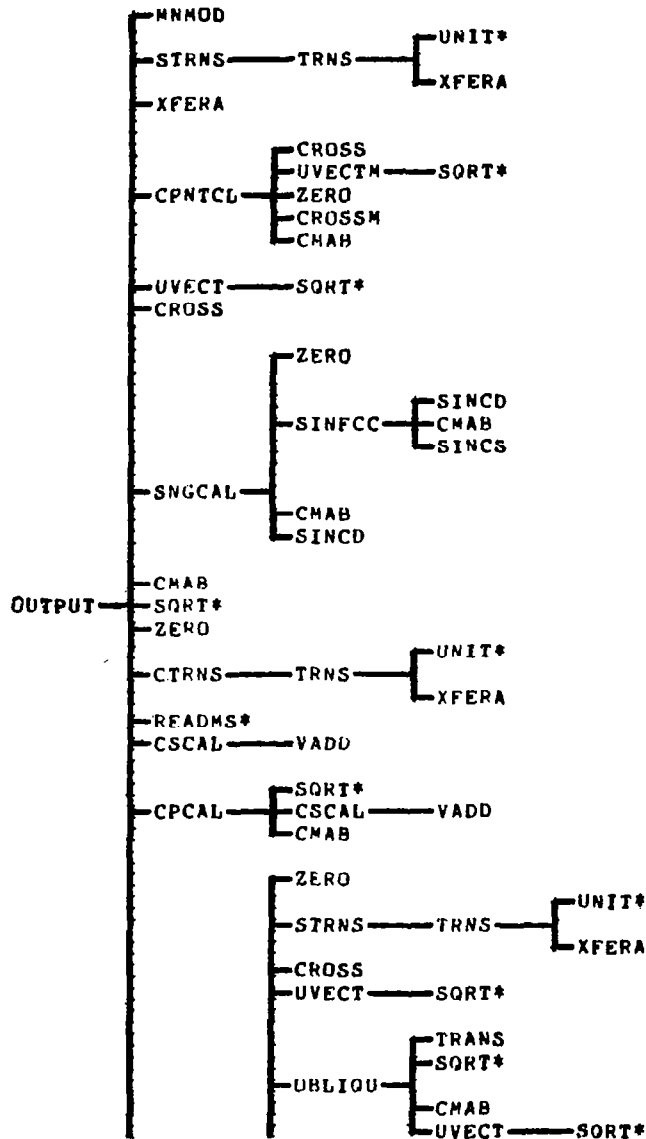 MNMOD
UNIT*
STRNS TRNS
XFERA
XFERA
CROSS
UVECTM SQRT*
CPNTCL ZERO
CROSSM
CMAB
UVECT SQRT*
CROSS
ZERO
SINCD
SINFCC CMAB
SINCS
SNGCAL
CMAB
SINCD
CMAB
OUTPUT SQRT*
ZERO
UNIT*
CTRNS TRNS
XFERA
READMS*
CSCAL VADD
SQRT*
CPCAL CSCAL VADD
CMAB
ZERO
UNIT*
STRNS TRNS
XFERA
CROSS
UVECT SQRT*
TRANS
SQRT*
OBLIQU
CMAB
UVECT SQRT*